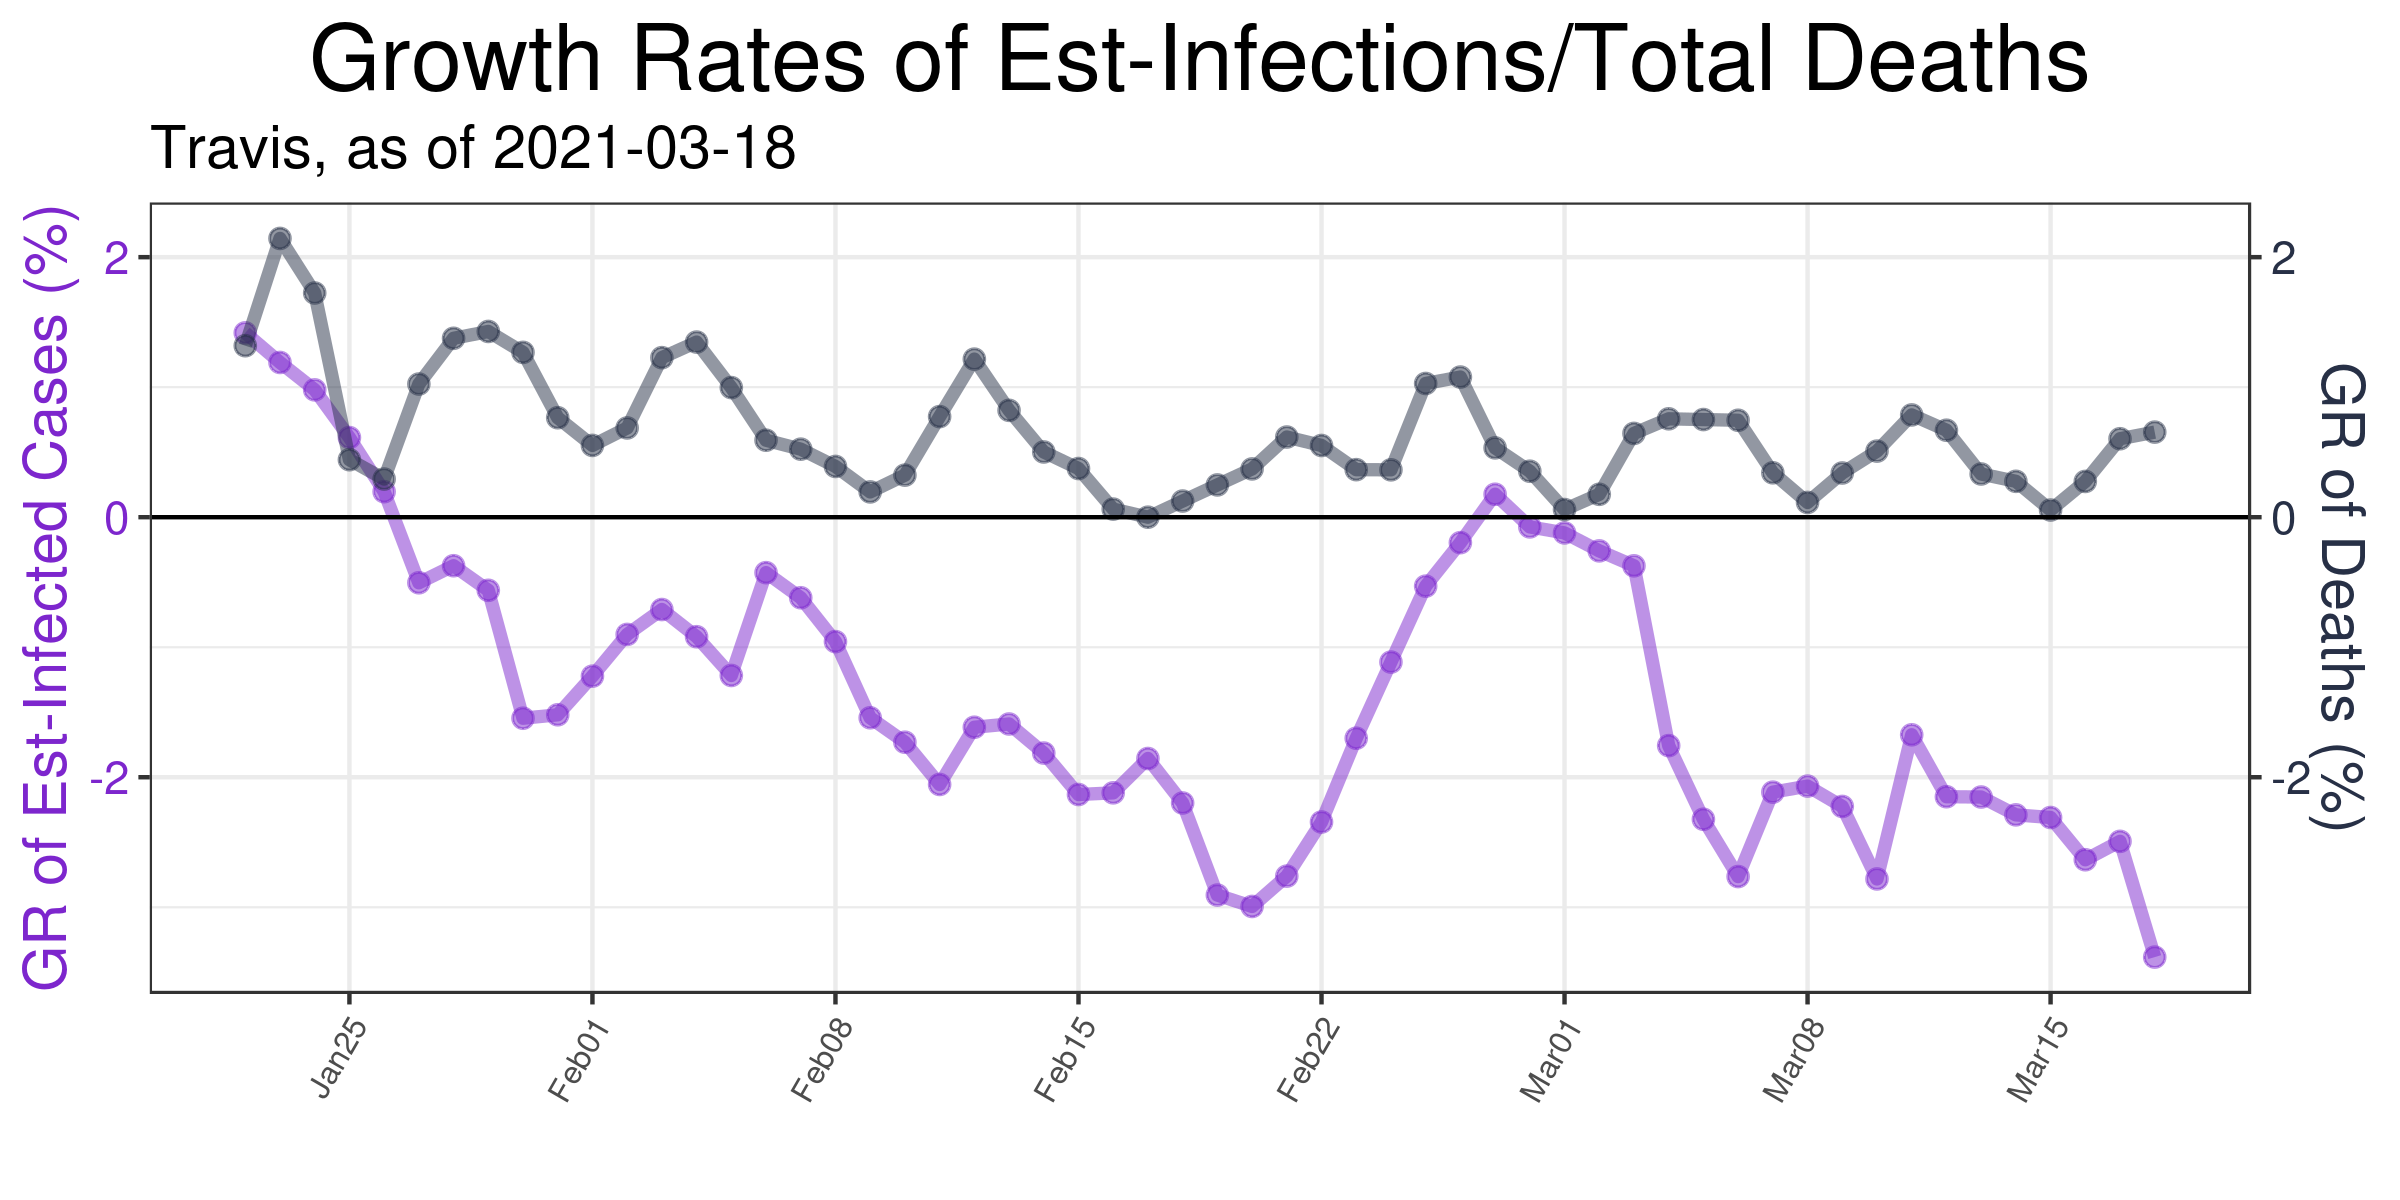 Growth Rates of Est-Infections/Total Deaths
Travis, as of 2021-03-18
GR of Est-Infected Cases (%)
2
0
-2
2
0
-2
GR of Deaths (%)
Jan25
Feb01
Feb08
Feb15
Feb22
Mar01
Mar08
Mar15